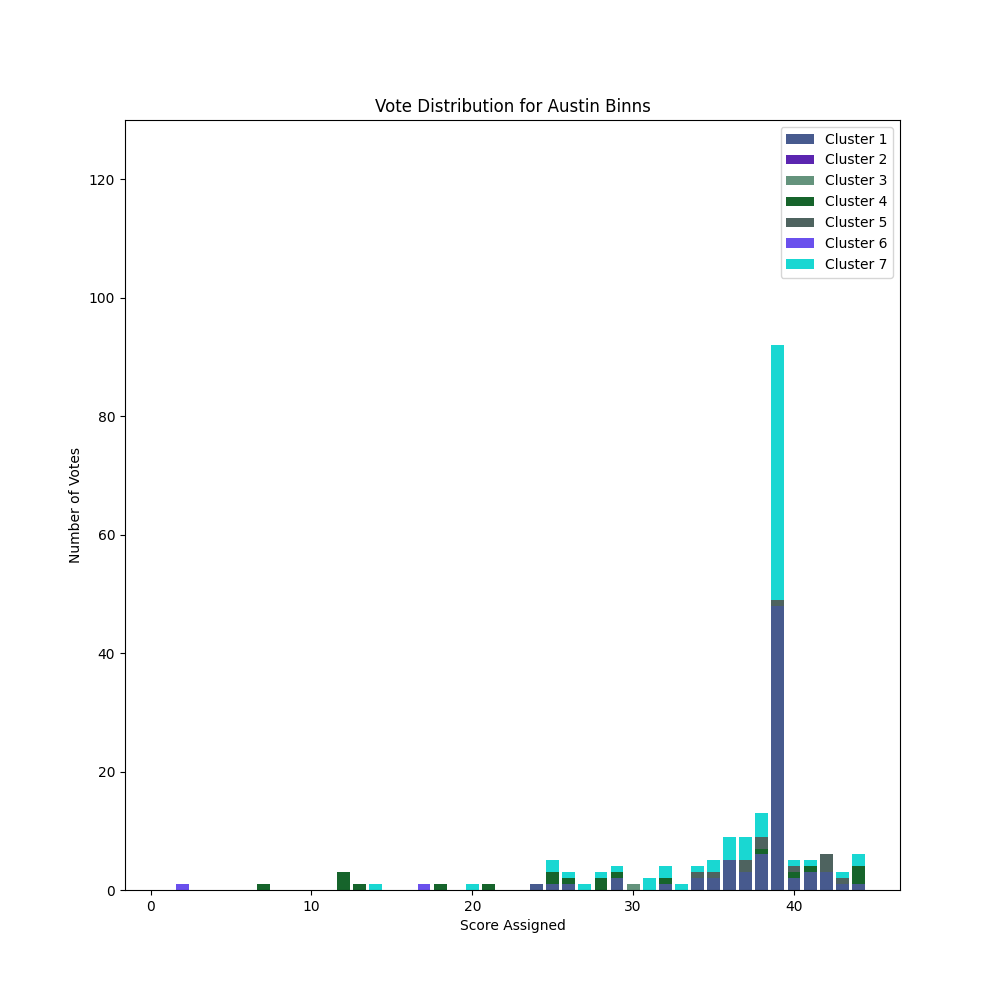 Vote Distribution for Austin Binns
Cluster 1
Cluster 2
Cluster 3
Cluster 4
Cluster 5
Cluster 6
Cluster 7
120
100
80
60
40
20
0
Number of Votes
0 10 20 30 40
Score Assigned